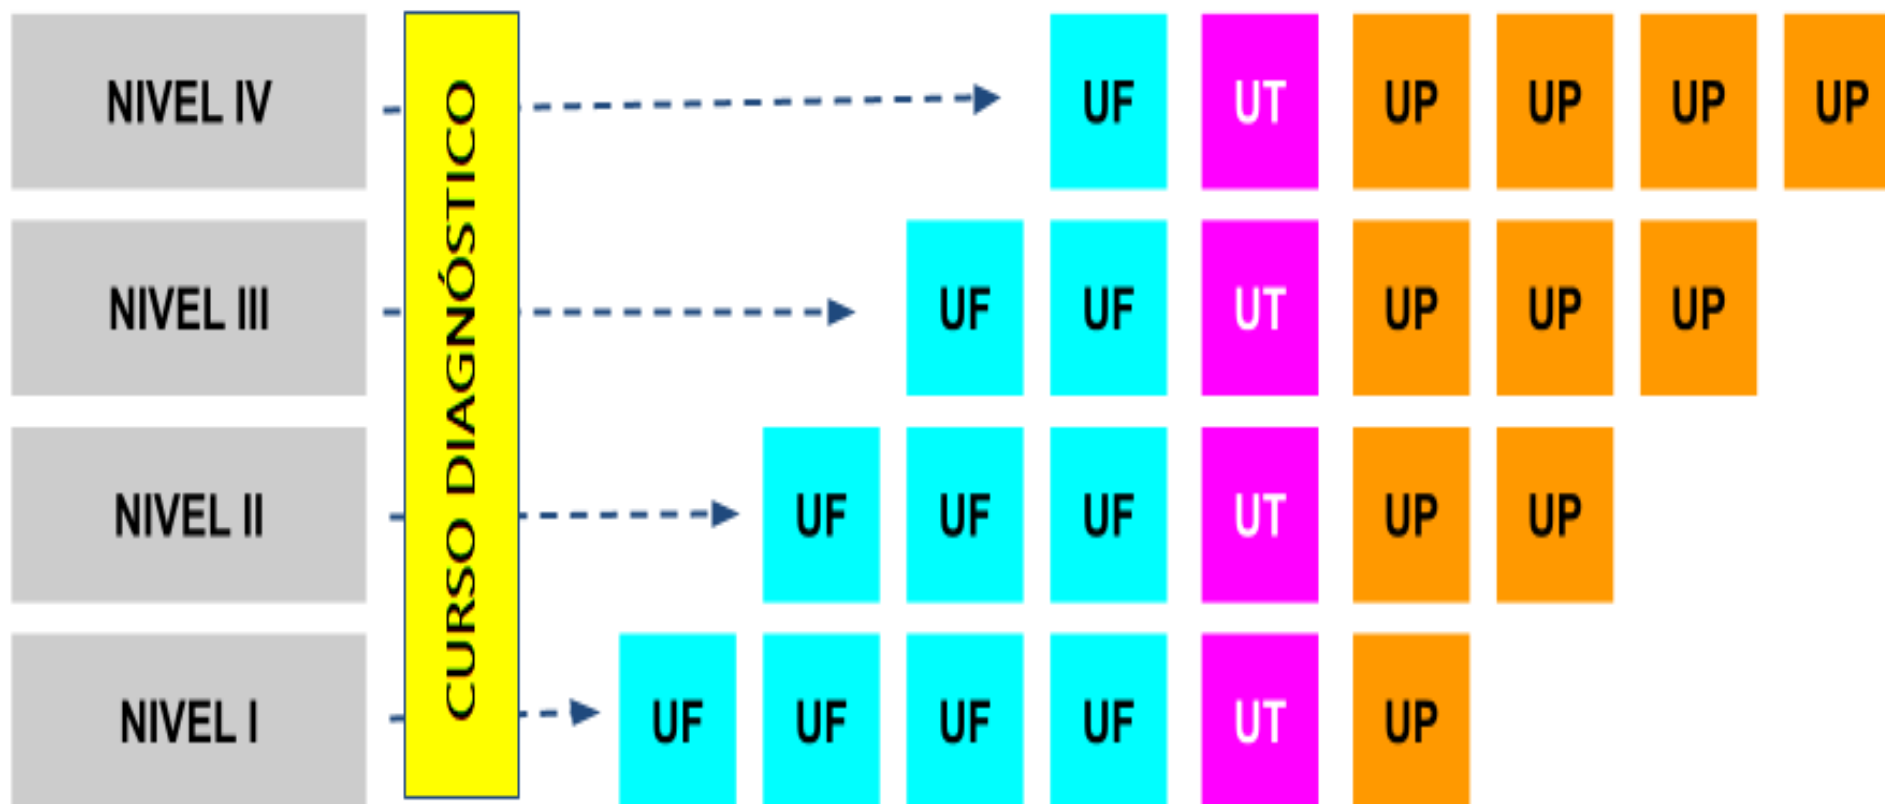 NIVEL IV
UF UT UP UP UP UP
NIVEL III
UF UF UT UP UP UP
NIVEL II
UF UF UF UT UP UP
NIVEL I
UF UF UF UF UT UP
CURSO DIAGNÓSTICO